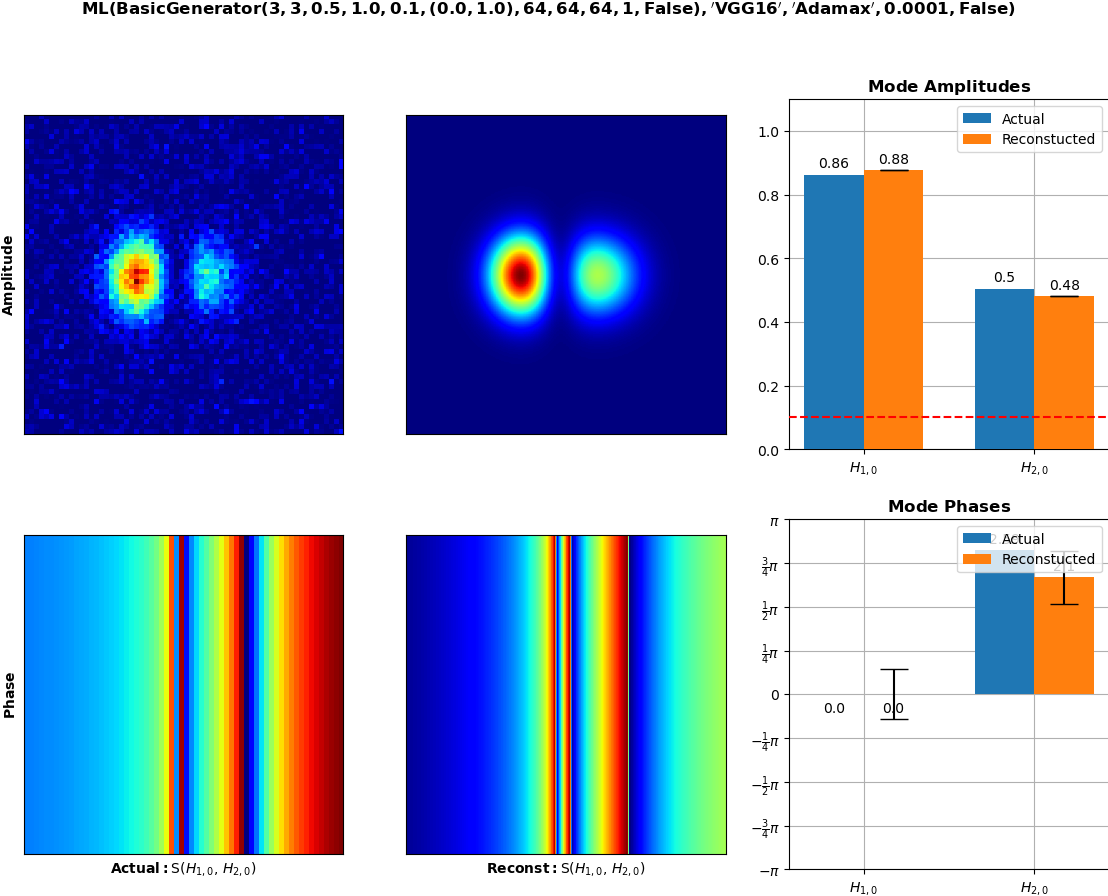 ML(BasicGenerator(3, 3, 0.5, 1.0, 0.1, (0.0, 1.0), 64, 64, 64, 1, False), ′VGG16′, ′Adamax′, 0.0001, False)
Amplitude
Mode Amplitudes
Actual
Reconstucted
1.0
0.8
0.6
0.4
0.2
0.0
0.86
0.88
0.5
0.48
H₁,₀
H₂,₀
Phase
Actual: S(H₁,₀, H₂,₀)
Reconst: S(H₁,₀, H₂,₀)
Mode Phases
Actual
Reconstucted
π
3/4π
1/2π
1/4π
0
−1/4π
−1/2π
−3/4π
−π
0.0
0.0
2.1
H₁,₀
H₂,₀